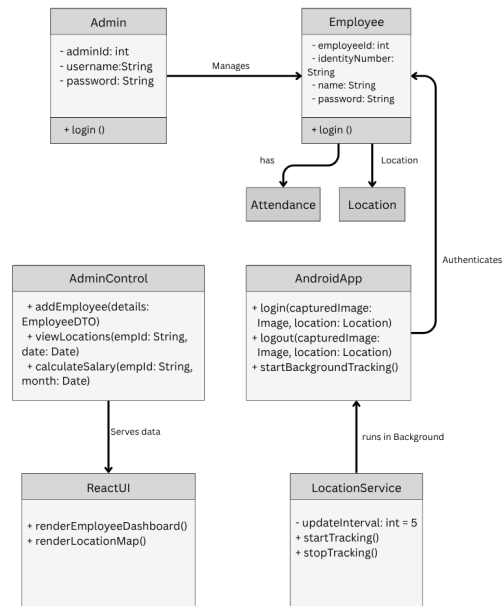 Admin
- adminId: int
- username:String
- password: String
+ login ()
Manages
Employee
- employeeId: int
- identityNumber:
String
- name: String
- password: String
+ login ()
has
Location
Attendance
Location
Authenticates
AdminControl
+ addEmployee(details:
EmployeeDTO)
+ viewLocations(empId: String,
date: Date)
+ calculateSalary(empId: String,
month: Date)
AndroidApp
+ login(capturedImage:
Image, location: Location)
+ logout(capturedImage:
Image, location: Location)
+ startBackgroundTracking()
Serves data
runs in Background
ReactUI
+ renderEmployeeDashboard()
+ renderLocationMap()
LocationService
- updateInterval: int = 5
+ startTracking()
+ stopTracking()